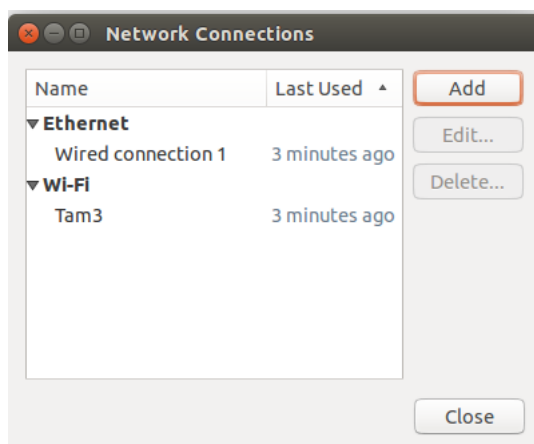 Network Connections
Name Last Used Add
Ethernet
Edit...
Wired connection 1 3 minutes ago
Wi-Fi
Delete...
Tam3 3 minutes ago
Close